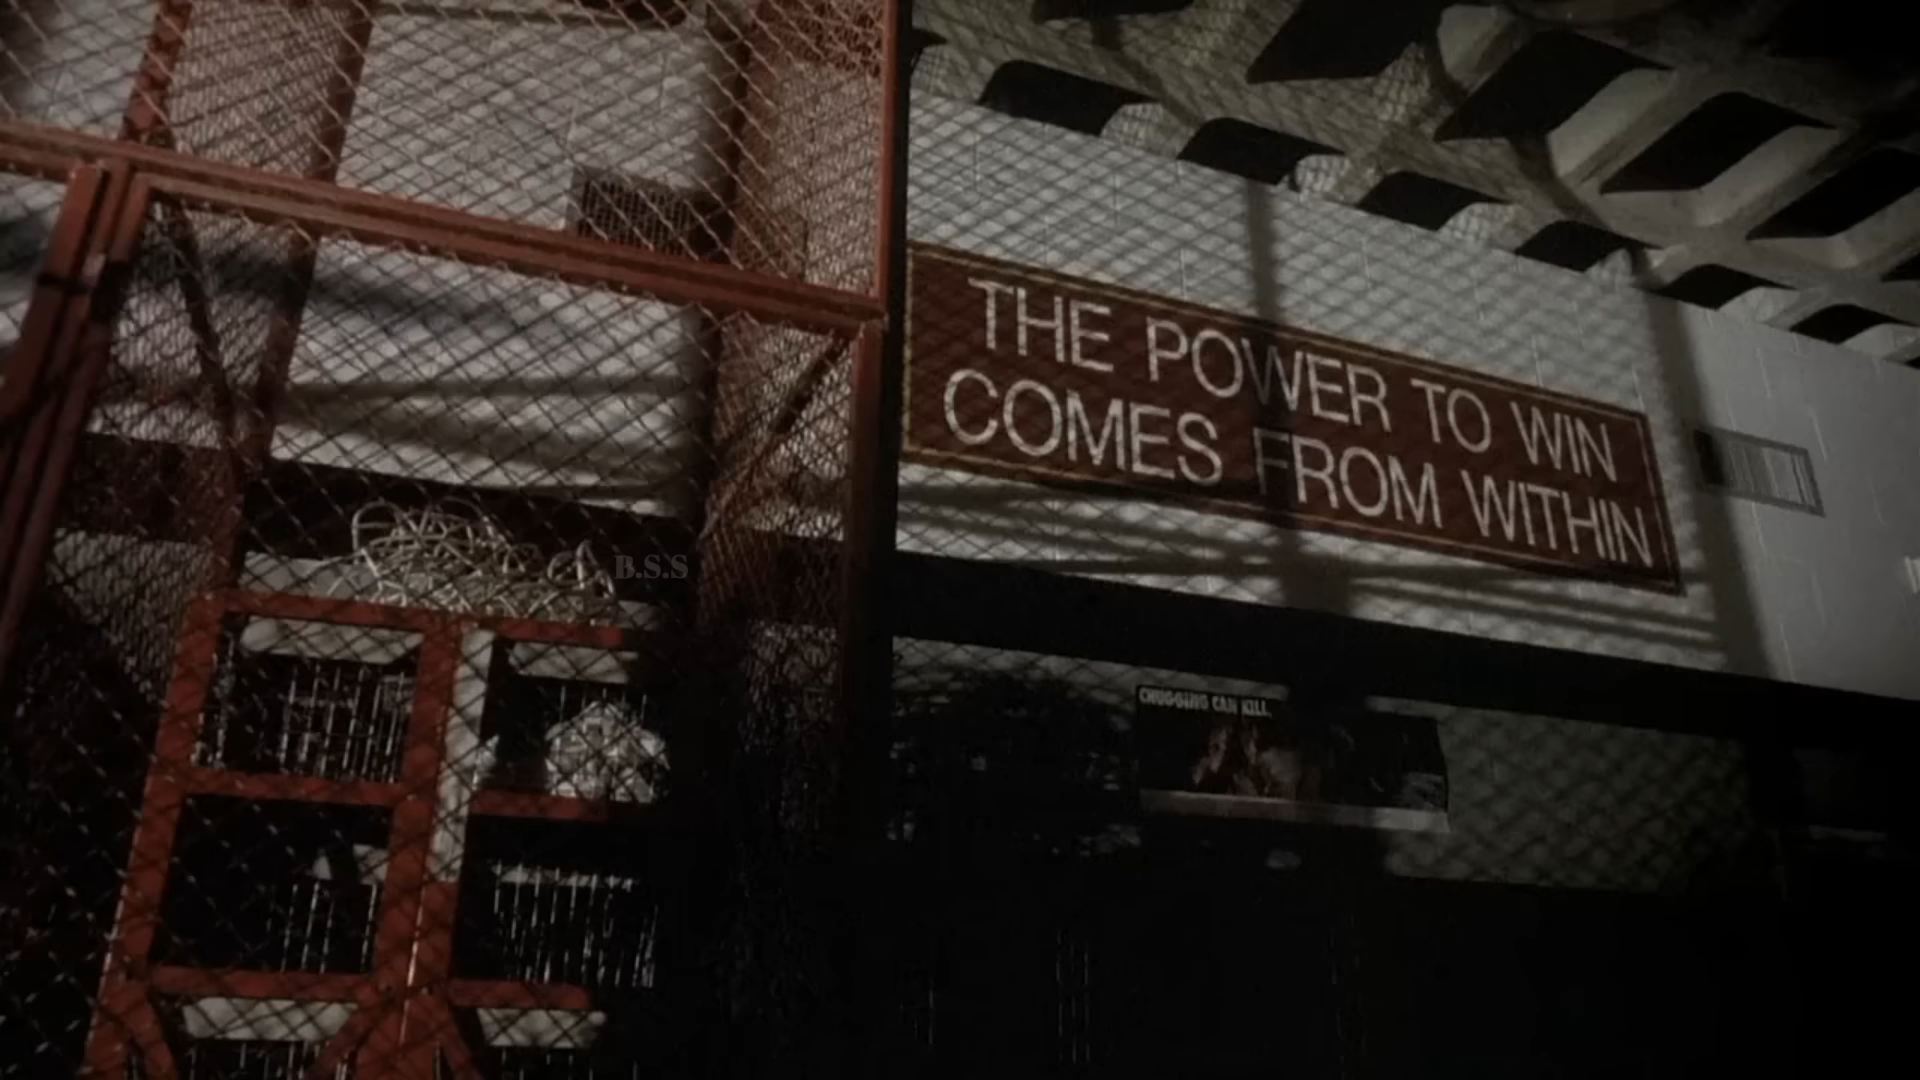 THE POWER TO WIN
COMES FROM WITHIN
B.S.S
CHUGGING CAN KILL.